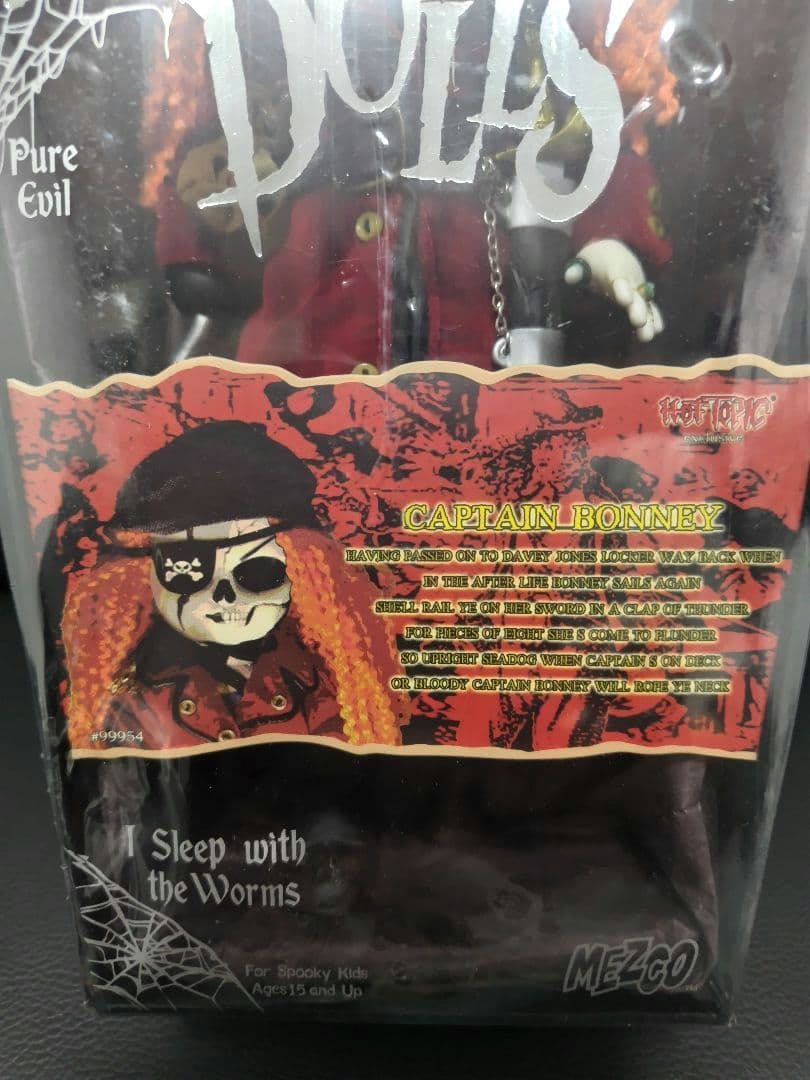 DOLLS
Pure
Evil
HOT TOPIC
EXCLUSIVE
CAPTAIN BONNEY
HAVING PASSED ON TO DAVEY JONES LOCKER WAY BACK WHEN
IN THE AFTER LIFE BONNEY SAILS AGAIN
SHE'LL RAIL YE ON HER SWORD IN A CLAP OF THUNDER
FOR PIECES OF EIGHT SHE S COME TO PLUNDER
SO UPRIGHT SEADOG WHEN CAPTAIN S ON DECK
OR BLOODY CAPTAIN BONNEY WILL ROPE YE NECK
#99954
I Sleep with
the Worms
For Spooky Kids
Ages 15 and Up
MEZCO